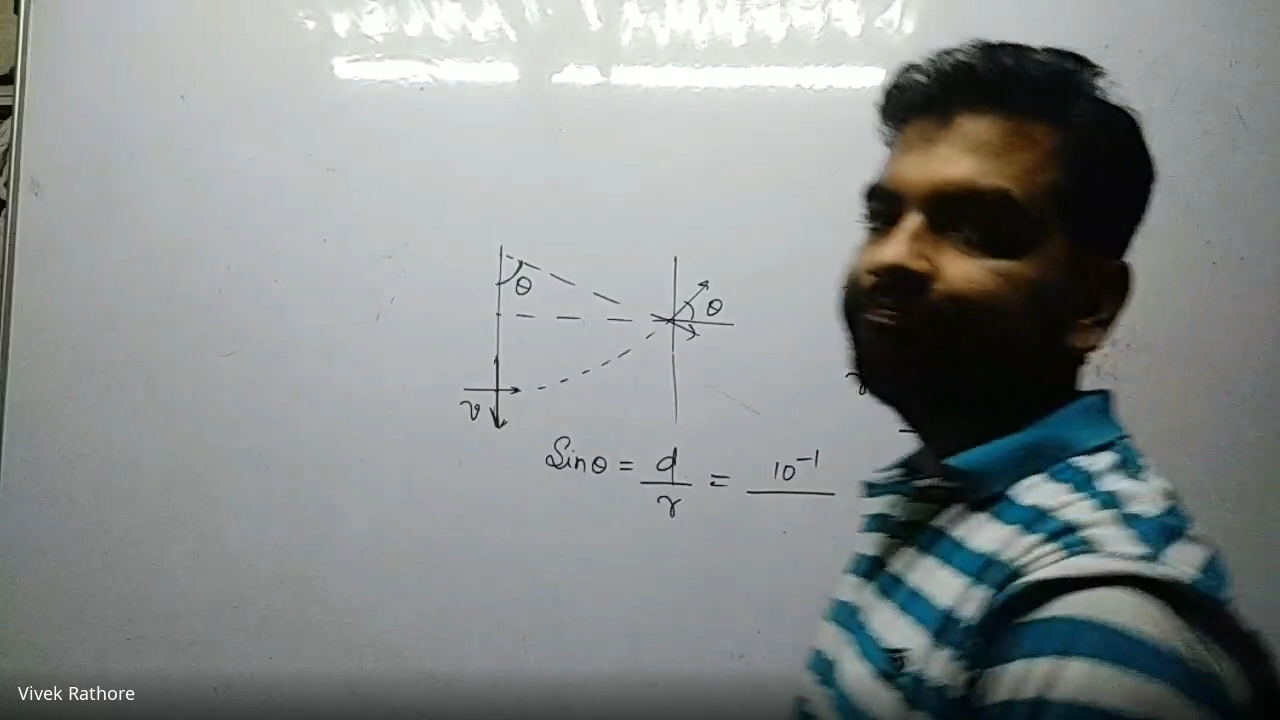 θ
θ
v
Sinθ = d/r = 10⁻¹/
Vivek Rathore